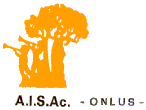 A.I.S.Ac. - ONLUS -